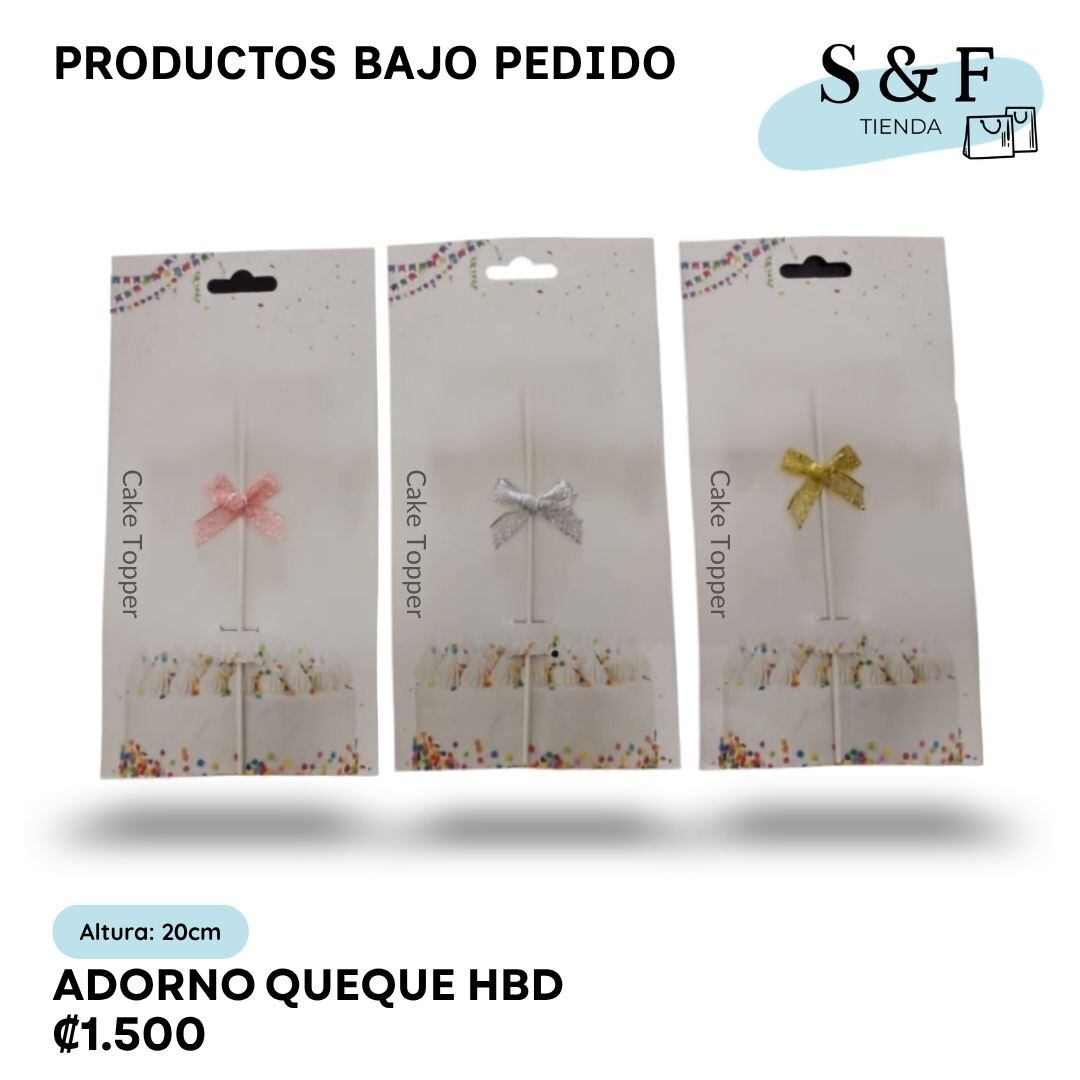 PRODUCTOS BAJO PEDIDO
S & F
TIENDA
Cake Topper
Cake Topper
Cake Topper
Altura: 20cm
ADORNO QUEQUE HBD
₡1.500